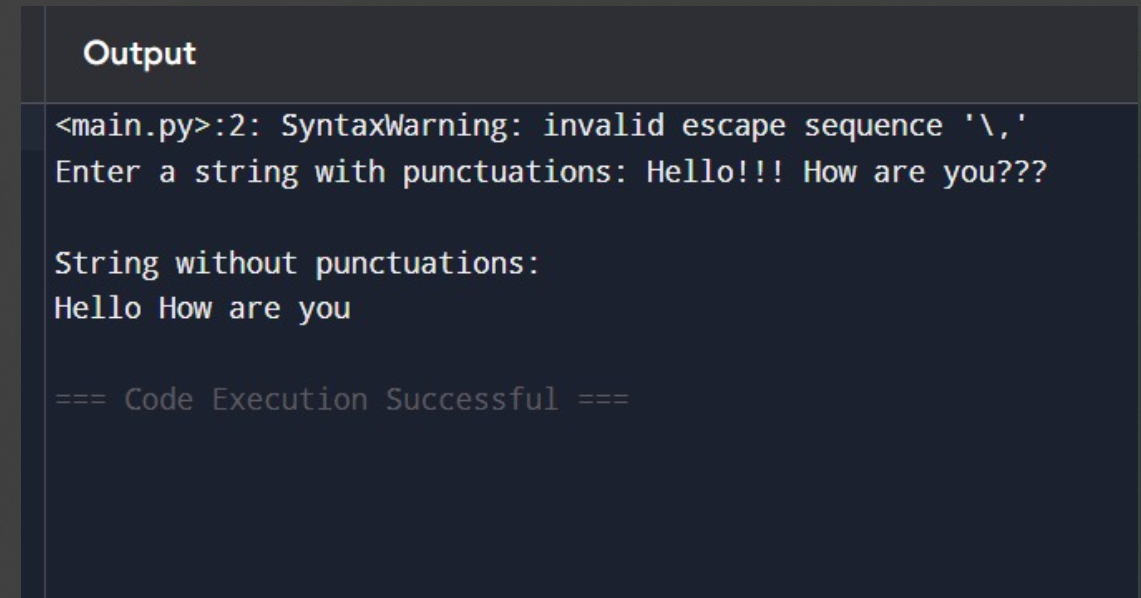 Output
<main.py>:2: SyntaxWarning: invalid escape sequence '\,'
Enter a string with punctuations: Hello!!! How are you???
String without punctuations:
Hello How are you
=== Code Execution Successful ===